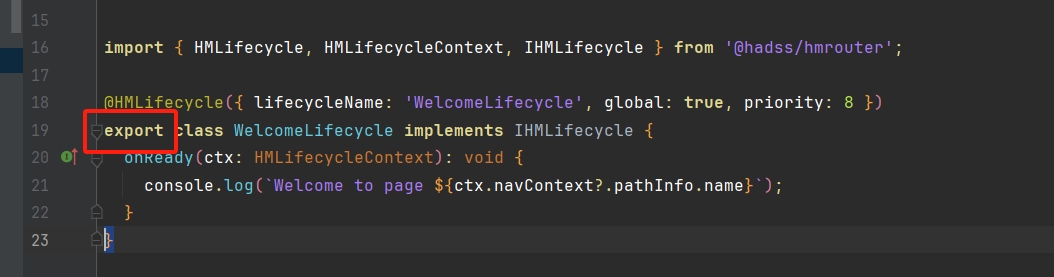 15
16 import { HMLifecycle, HMLifecycleContext, IHMLifecycle } from '@hadss/hmrouter';
17
18 @HMLifecycle({ lifecycleName: 'WelcomeLifecycle', global: true, priority: 8 })
19 export class WelcomeLifecycle implements IHMLifecycle {
20 onReady(ctx: HMLifecycleContext): void {
21 console.log(`Welcome to page ${ctx.navContext?.pathInfo.name}`);
22 }
23 }